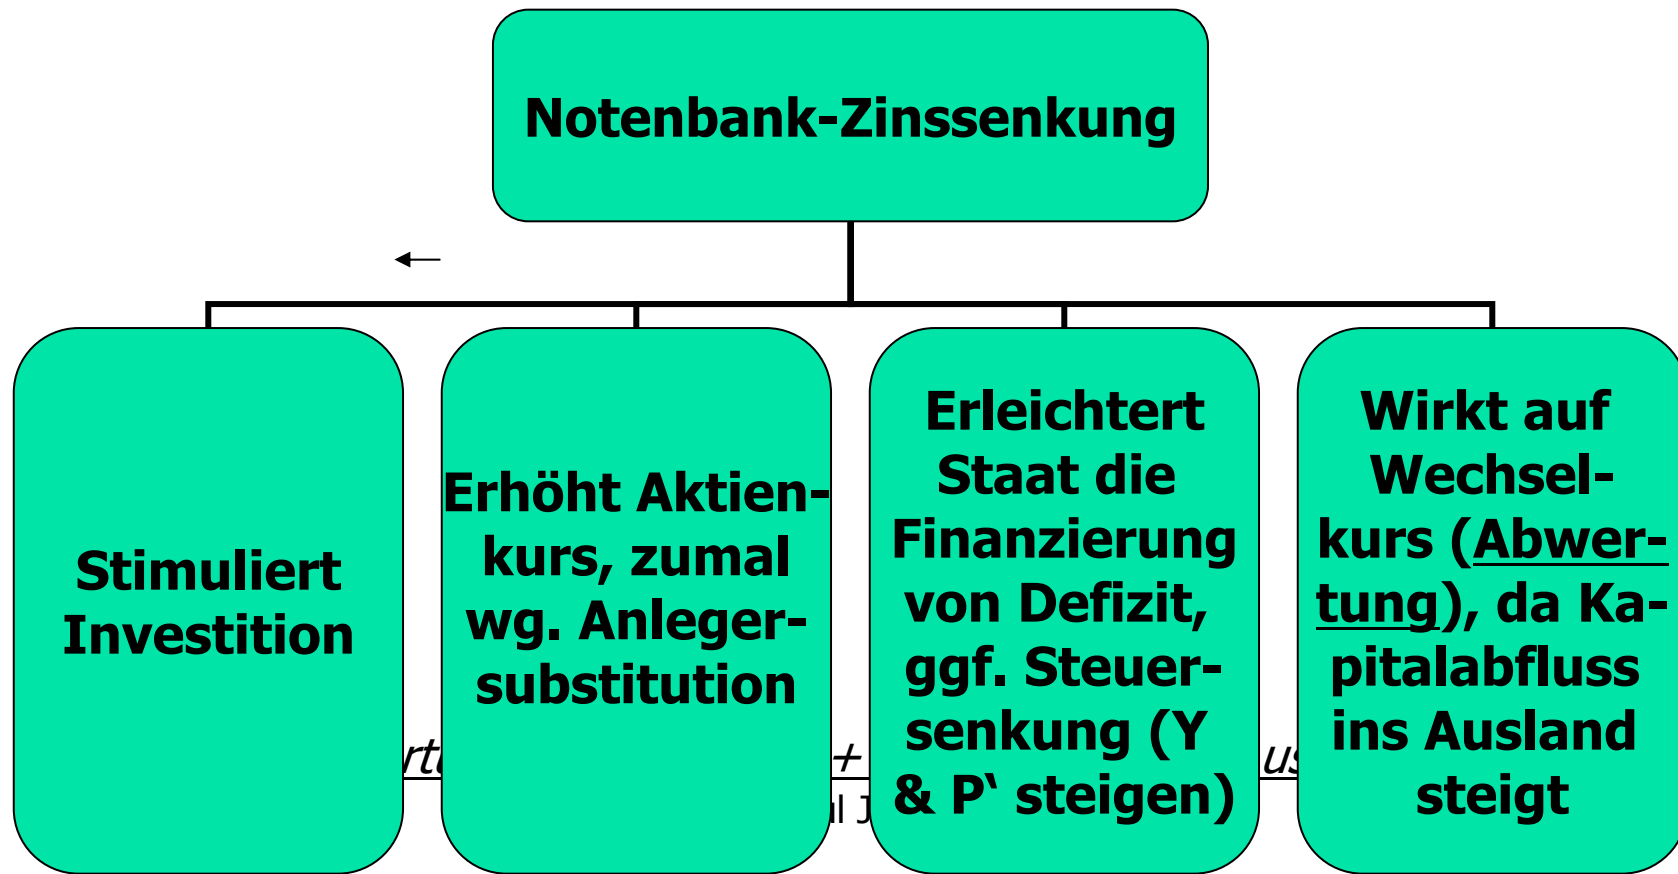 Notenbank-Zinssenkung
Stimuliert
Investition
Erhöht Aktien-
kurs, zumal
wg. Anleger-
substitution
Erleichtert
Staat die
Finanzierung
von Defizit,
ggf. Steuer-
senkung (Y
& P‘ steigen)
Wirkt auf
Wechsel-
kurs (Abwer-
tung), da Ka-
pitalabfluss
ins Ausland
steigt
+